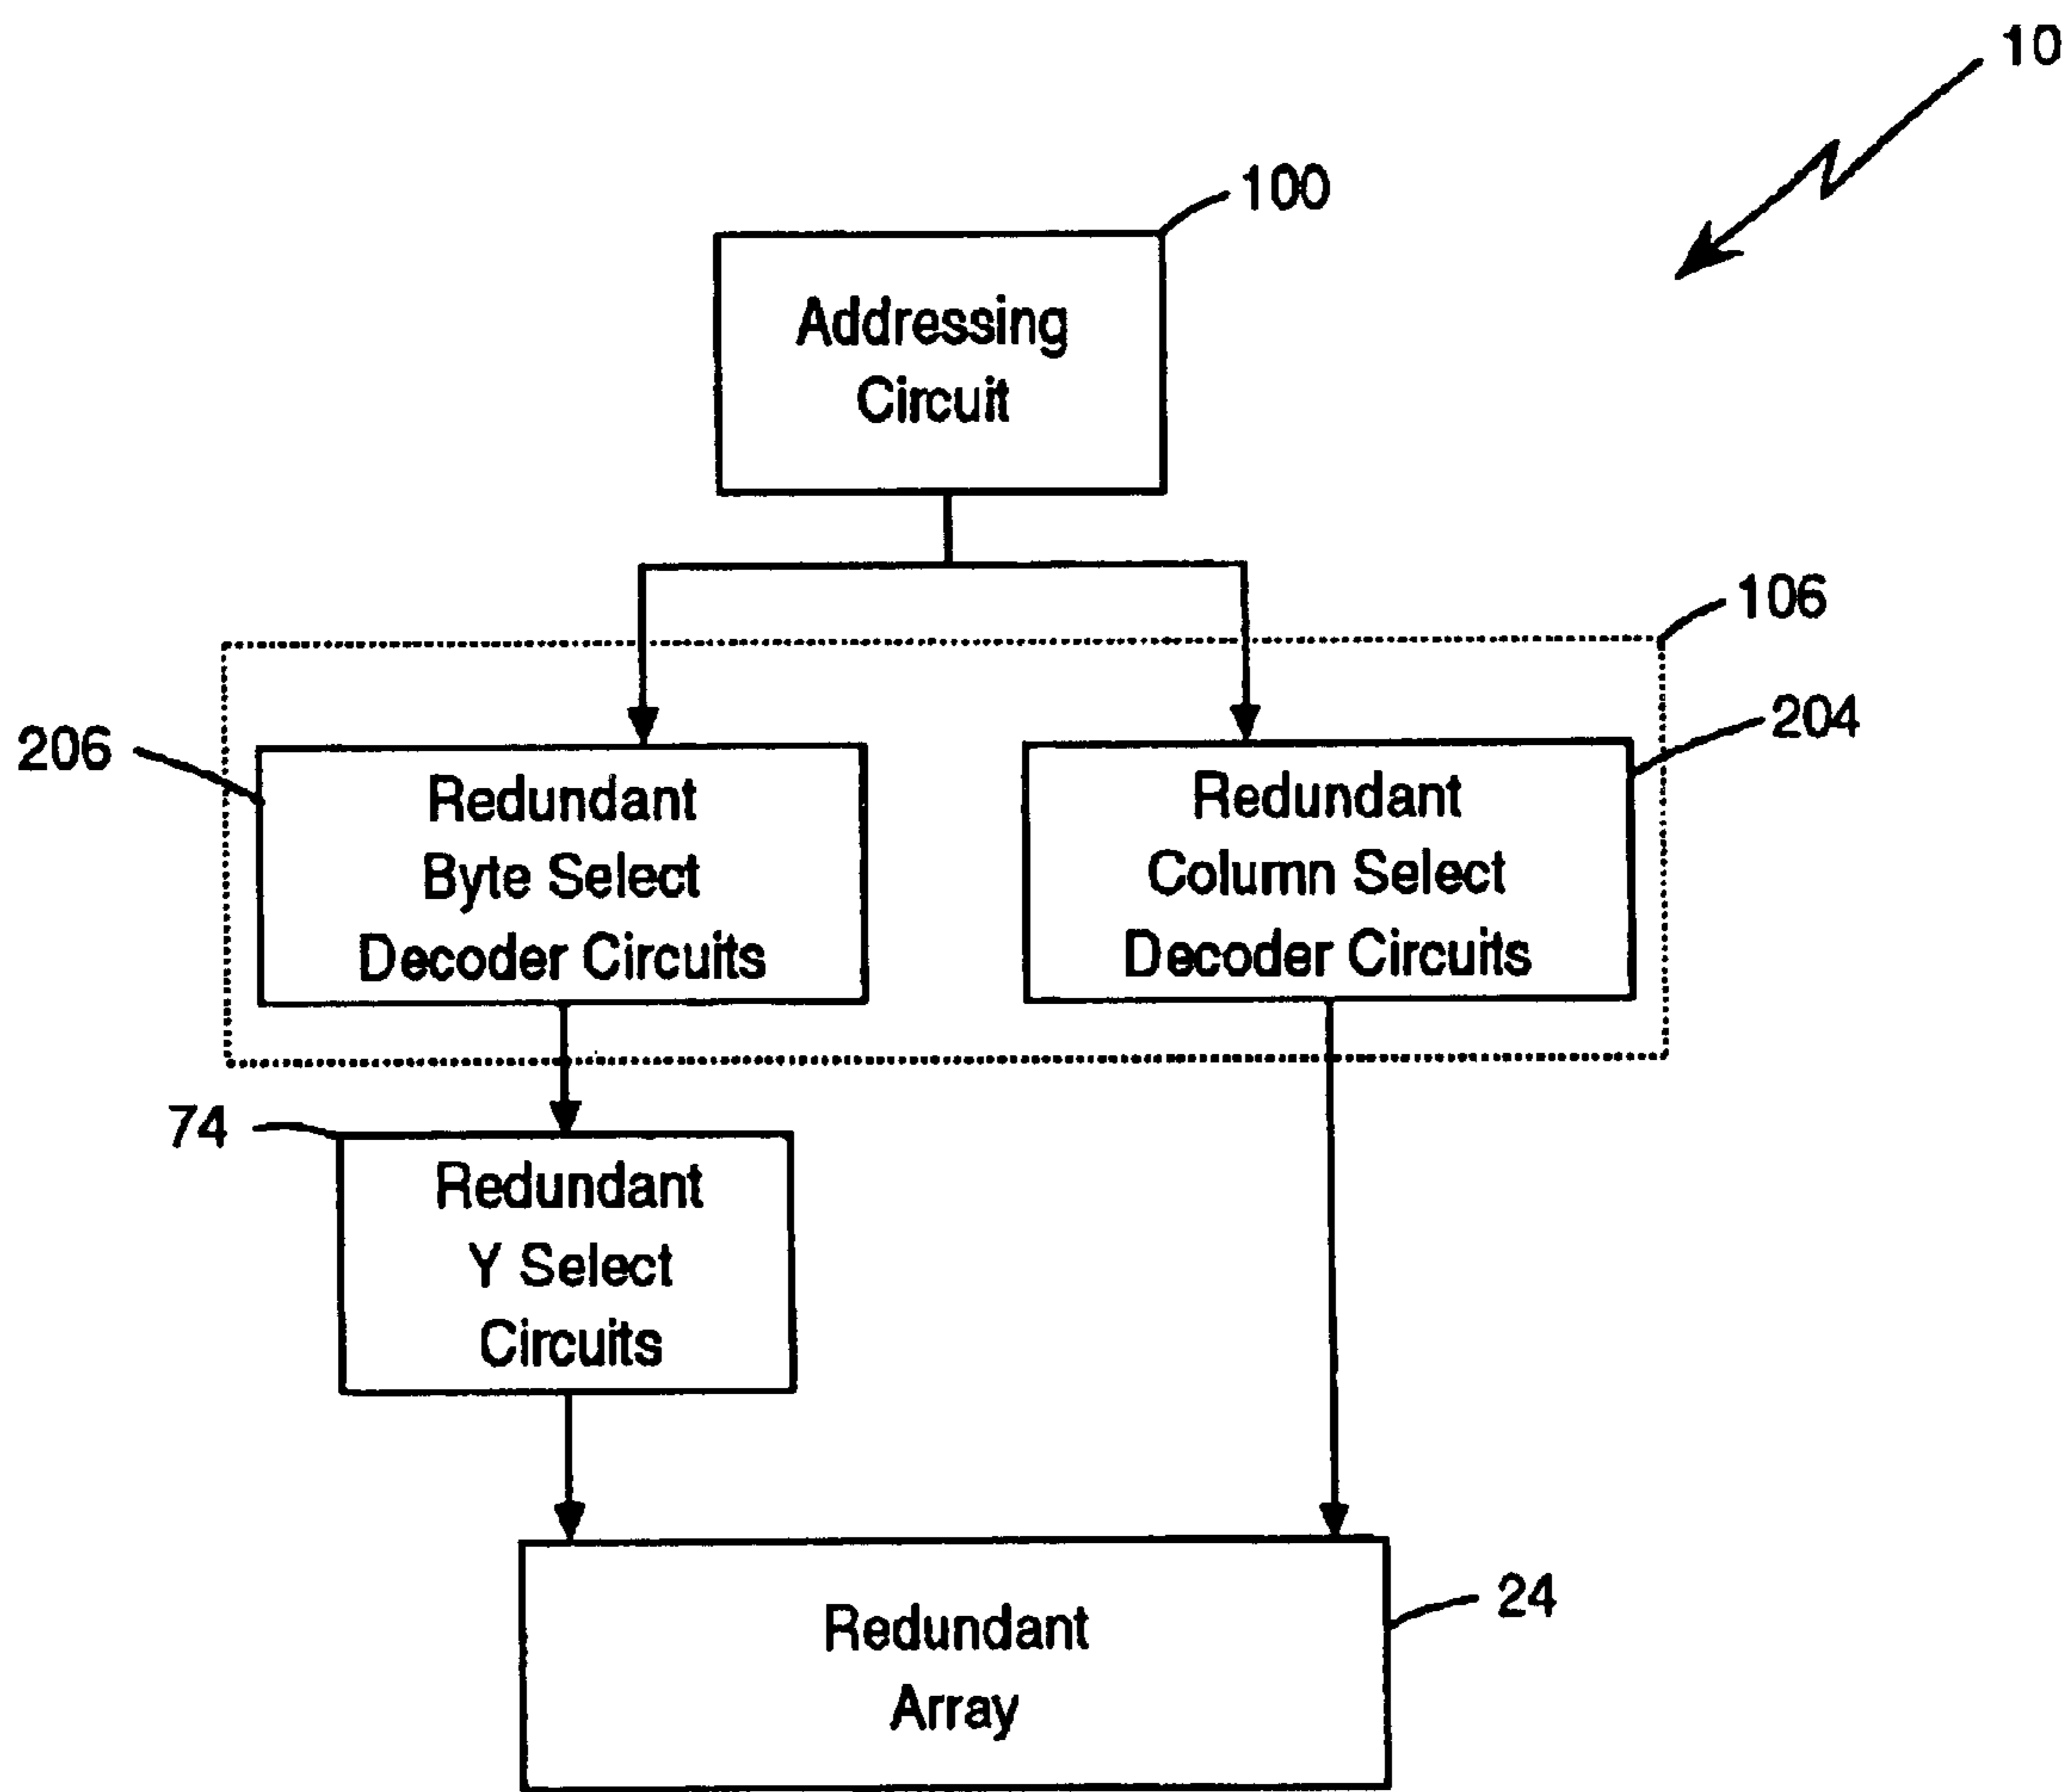 10
100
Addressing
Circuit
106
206
204
Redundant
Byte Select
Decoder Circuits
Redundant
Column Select
Decoder Circuits
74
Redundant
Y Select
Circuits
24
Redundant
Array